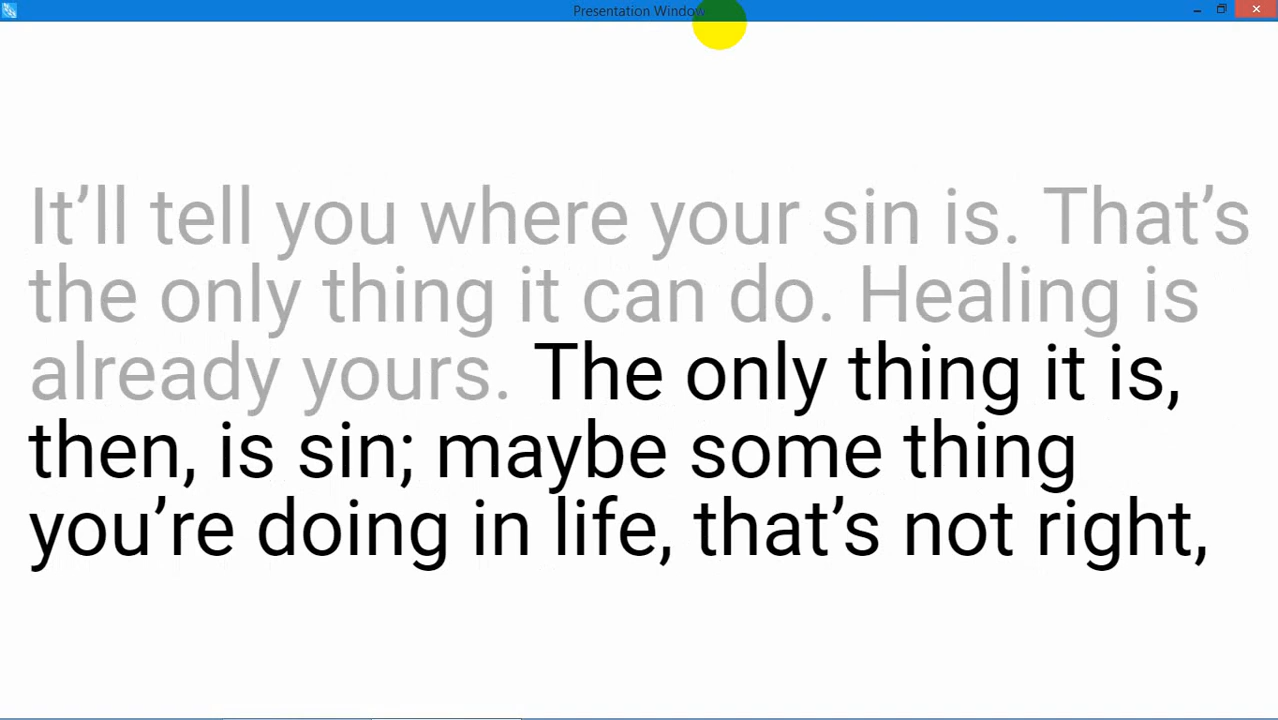 Presentation Window
It’ll tell you where your sin is. That’s
the only thing it can do. Healing is
already yours. The only thing it is,
then, is sin; maybe some thing
you’re doing in life, that’s not right,